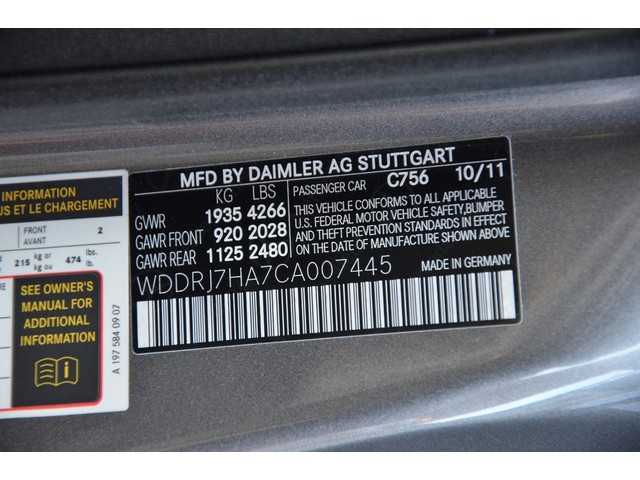 INFORMATION
US ET LE CHARGEMENT
FRONT
AVANT
2
215 kg or
ou
474 lbs.
lb.
SEE OWNER'S
MANUAL FOR
ADDITIONAL
INFORMATION
A 197 584 09 07
MFD BY DAIMLER AG STUTTGART
KG LBS
PASSENGER CAR C756 10/11
GVWR 1935 4266
GAWR FRONT 920 2028
GAWR REAR 1125 2480
THIS VEHICLE CONFORMS TO ALL APPLICABLE
U.S. FEDERAL MOTOR VEHICLE SAFETY,BUMPER
AND THEFT PREVENTION STANDARDS IN EFFECT
ON THE DATE OF MANUFACTURE SHOWN ABOVE.
WDDRJ7HA7CA007445
MADE IN GERMANY